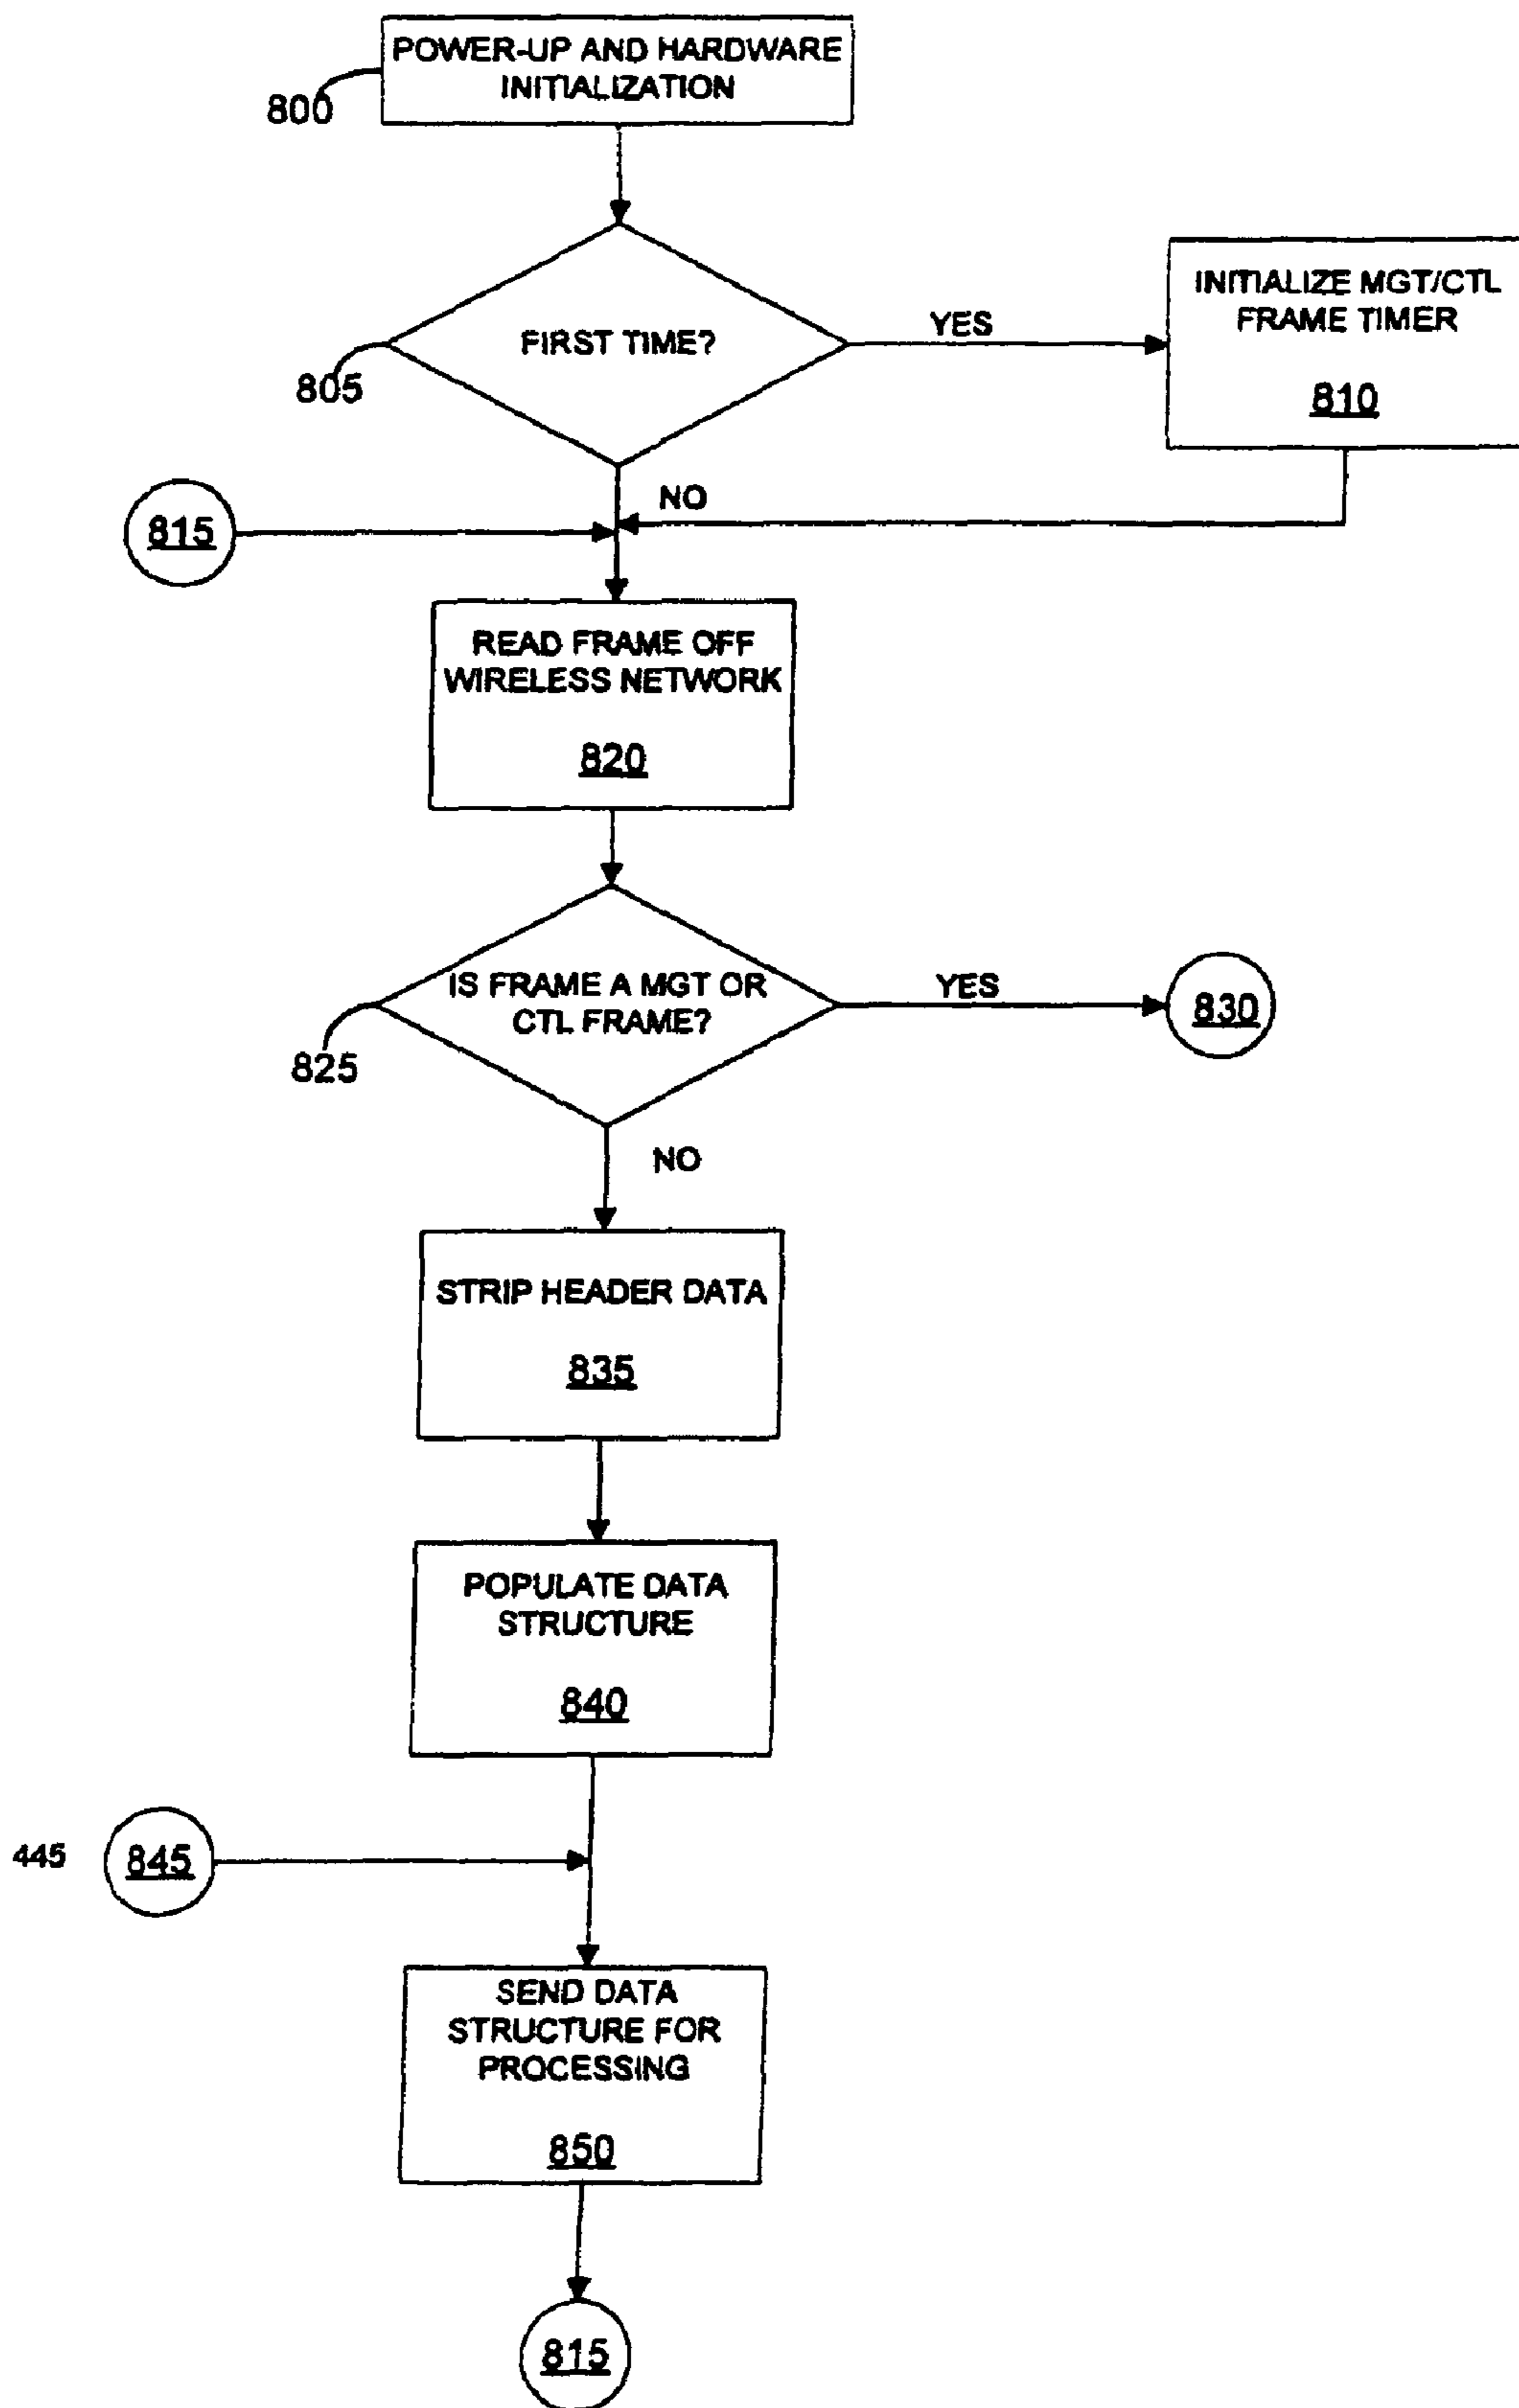 POWER-UP AND HARDWARE
INITIALIZATION
800
FIRST TIME?
805
YES
INITIALIZE MGT/CTL
FRAME TIMER
810
NO
815
READ FRAME OFF
WIRELESS NETWORK
820
IS FRAME A MGT OR
CTL FRAME?
825
YES
830
NO
STRIP HEADER DATA
835
POPULATE DATA
STRUCTURE
840
445
845
SEND DATA
STRUCTURE FOR
PROCESSING
850
815